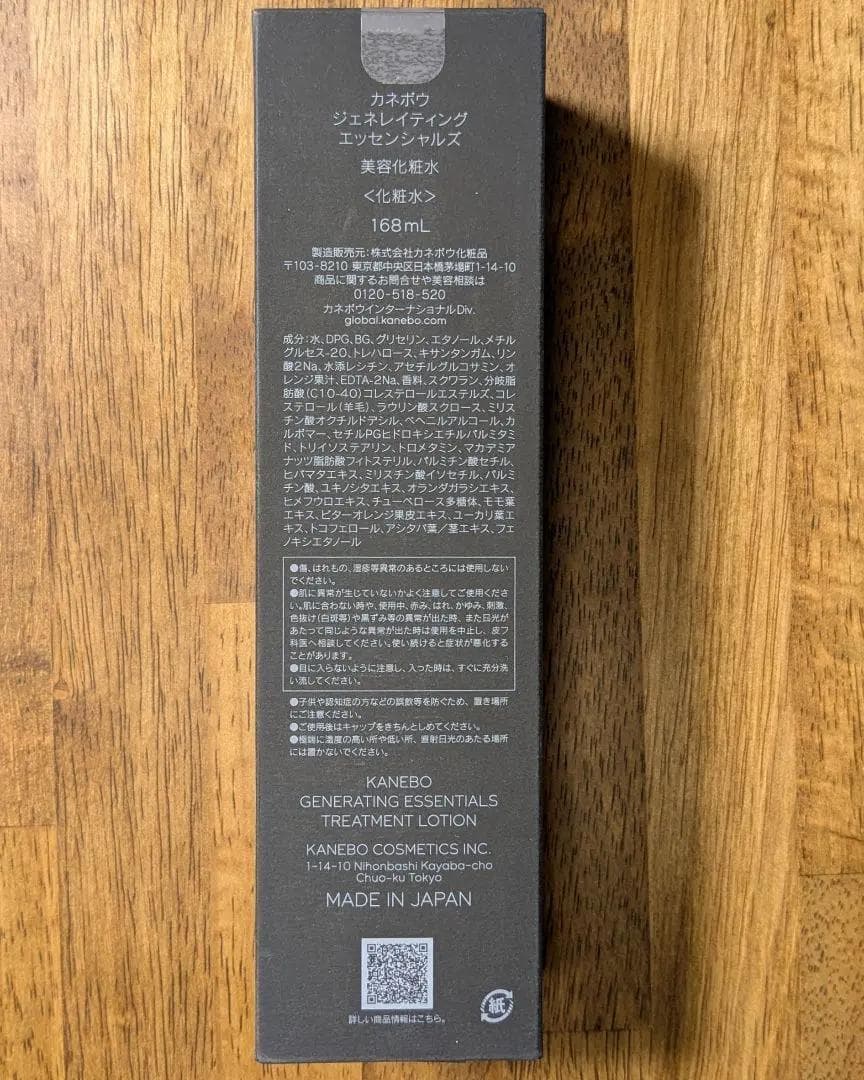 カネボウ
ジェネレイティング
エッセンシャルズ
美容化粧水
<化粧水>
168mL
製造販売元:株式会社カネボウ化粧品
〒103-8210 東京都中央区日本橋茅場町1-14-10
商品に関するお問合せや美容相談は
0120-518-520
カネボウインターナショナルDiv.
global.kanebo.com
成分:水、DPG、BG、グリセリン、エタノール、メチル
グルセス-20、トレハロース、キサンタンガム、リン
酸2Na、水添レシチン、アセチルグルコサミン、オ
レンジ果汁、EDTA-2Na、香料、スクワラン、分岐脂
肪酸(C10-40)コレステロールエステルズ、コレ
ステロール(羊毛)、ラウリン酸スクロース、ミリス
チン酸オクチルドデシル、ベヘニルアルコール、カ
ルボマー、セチルPGヒドロキシエチルパルミタミ
ド、トリイソステアリン、トロメタミン、マカデミア
ナッツ脂肪酸フィトステリル、パルミチン酸セチル、
ヒバマタエキス、ミリスチン酸イソセチル、パルミ
チン酸、ユキノシタエキス、オランダガラシエキス、
ヒメフウロエキス、チューベロース多糖体、モモ葉
エキス、ビターオレンジ果皮エキス、ユーカリ葉エ
キス、トコフェロール、アシタバ葉/茎エキス、フェ
ノキシエタノール
●傷、はれもの、湿疹等異常のあるところには使用しない
でください。
●肌に異常が生じていないかよく注意してご使用くださ
い。肌に合わない時や、使用中、赤み、はれ、かゆみ、刺激、
色抜け(白斑等)や黒ずみ等の異常が出た時、また日光が
あたって同じような異常が出た時は使用を中止し、皮フ
科医へ相談してください。使い続けると症状が悪化する
ことがあります。
●目に入らないように注意し、入った時は、すぐに充分洗
い流してください。
●子供や認知症の方などの誤飲等を防ぐため、置き場所
にご注意ください。
●ご使用後はキャップをきちんとしめてください。
●極端に温度の高い所や低い所、直射日光のあたる場所
には置かないでください。
KANEBO
GENERATING ESSENTIALS
TREATMENT LOTION
KANEBO COSMETICS INC.
1-14-10 Nihonbashi Kayaba-cho
Chuo-ku Tokyo
MADE IN JAPAN
詳しい商品情報はこちら。
紙